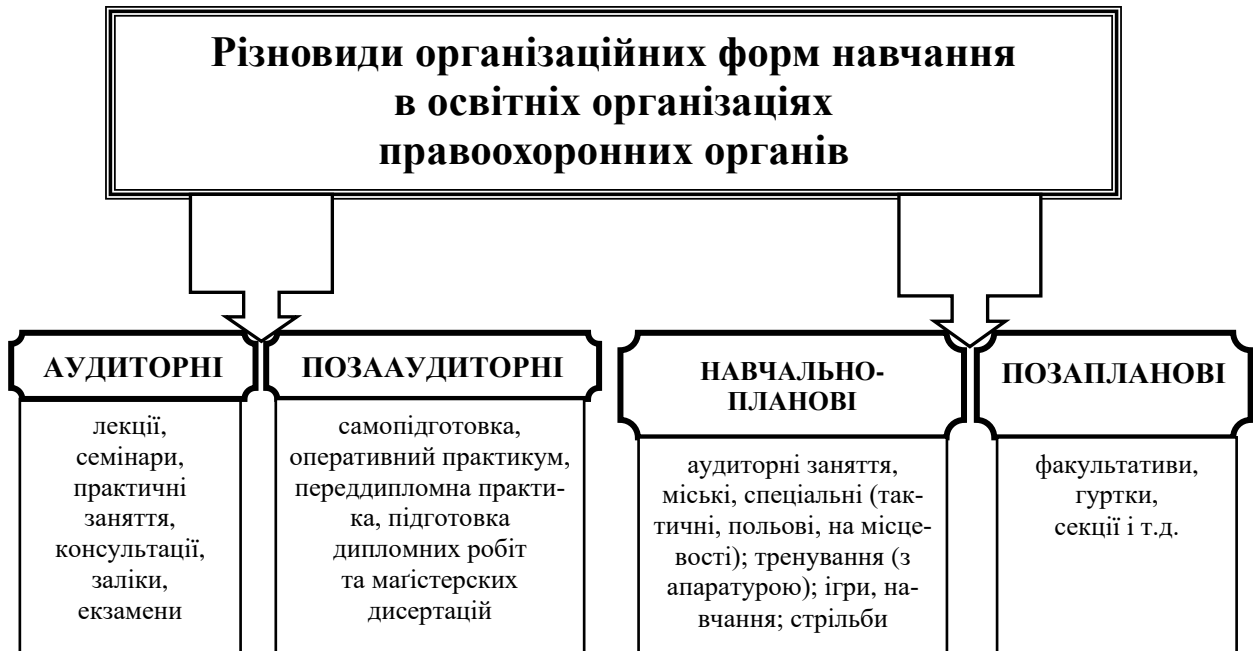 Різновиди організаційних форм навчання
в освітніх організаціях
правоохоронних органів
АУДИТОРНІ
лекції,
семінари,
практичні
заняття,
консультації,
заліки,
екзамени
ПОЗААУДИТОРНІ
самопідготовка,
оперативний практикум,
переддипломна практи-
ка, підготовка
дипломних робіт
та маґістерских
дисертацій
НАВЧАЛЬНО-
ПЛАНОВІ
аудиторні заняття,
міські, спеціальні (так-
тичні, польові, на місце-
вості); тренування (з
апаратурою); ігри, на-
вчання; стрільби
ПОЗАПЛАНОВІ
факультативи,
гуртки,
секції і т.д.